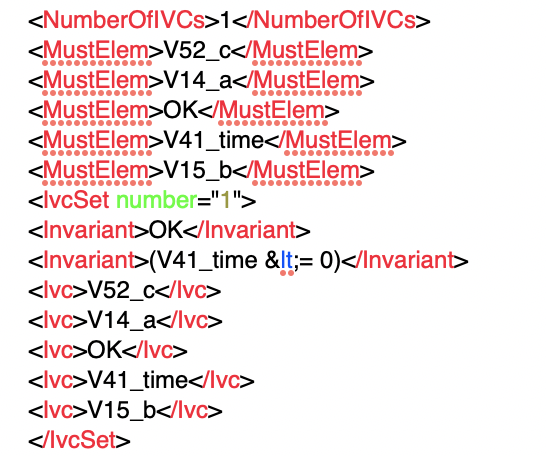 <NumberOfIVCs>1</NumberOfIVCs>
<MustElem>V52_c</MustElem>
<MustElem>V14_a</MustElem>
<MustElem>OK</MustElem>
<MustElem>V41_time</MustElem>
<MustElem>V15_b</MustElem>
<IvcSet number="1">
<Invariant>OK</Invariant>
<Invariant>(V41_time &lt;= 0)</Invariant>
<Ivc>V52_c</Ivc>
<Ivc>V14_a</Ivc>
<Ivc>OK</Ivc>
<Ivc>V41_time</Ivc>
<Ivc>V15_b</Ivc>
</IvcSet>